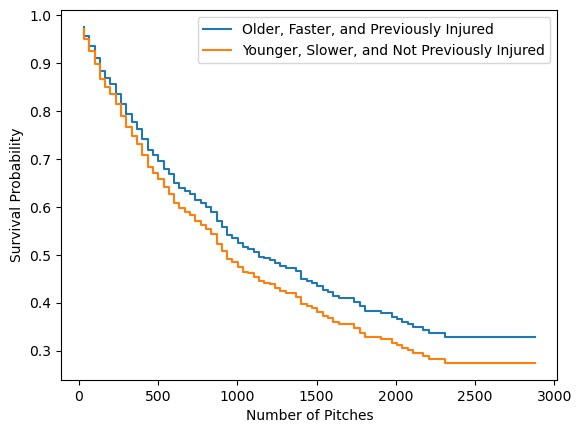 Older, Faster, and Previously Injured
Younger, Slower, and Not Previously Injured
1.0
0.9
0.8
0.7
0.6
0.5
0.4
0.3
Survival Probability
0 500 1000 1500 2000 2500 3000
Number of Pitches